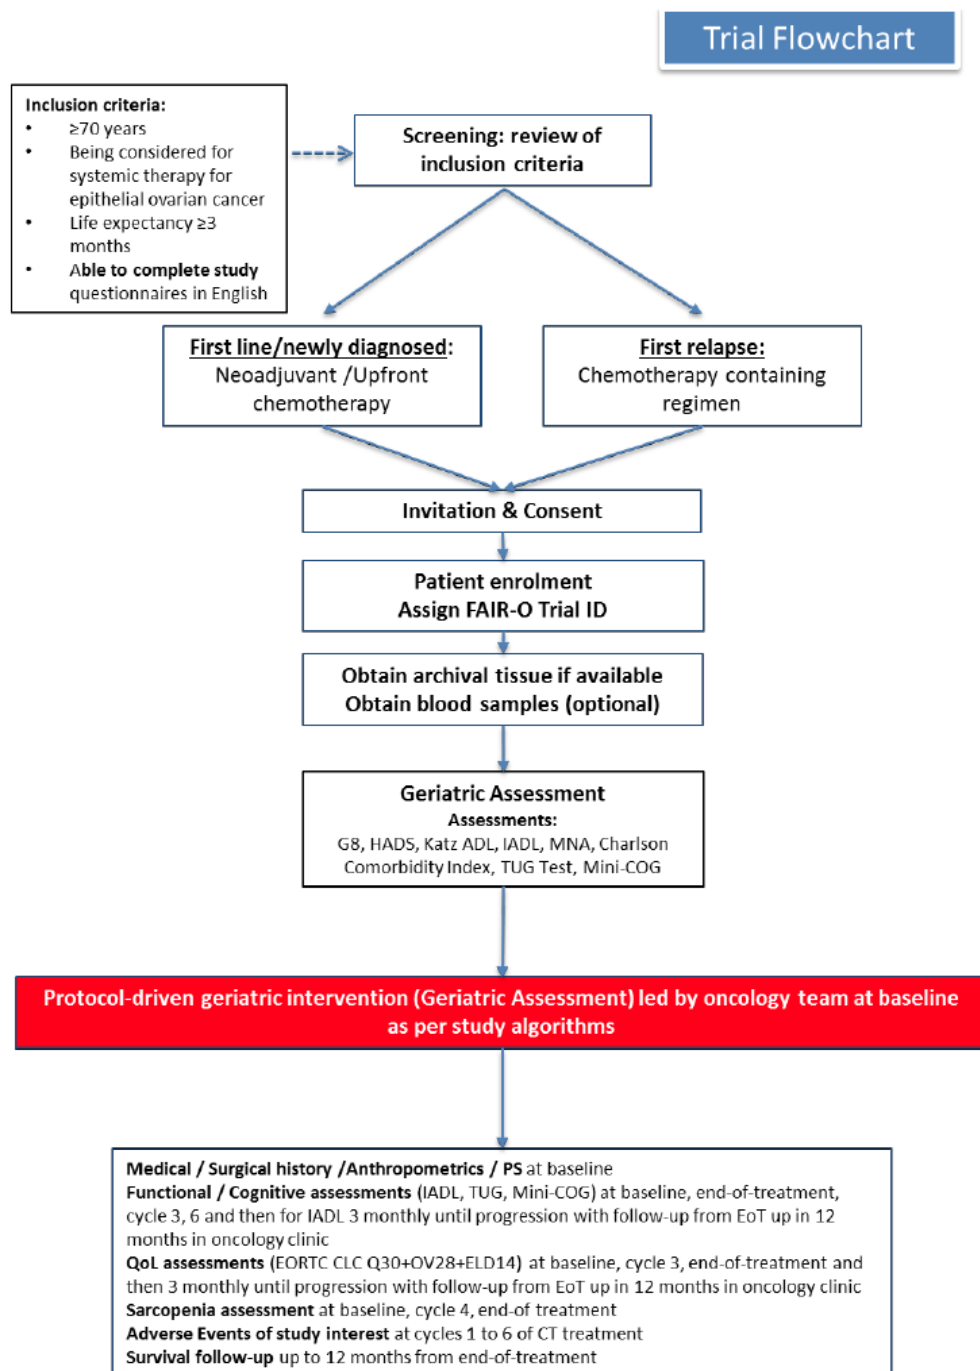 Trial Flowchart
Inclusion criteria:
• ≥70 years
• Being considered for
systemic therapy for
epithelial ovarian cancer
• Life expectancy ≥3
months
• Able to complete study
questionnaires in English
Screening: review of
inclusion criteria
First line/newly diagnosed:
Neoadjuvant /Upfront
chemotherapy
First relapse:
Chemotherapy containing
regimen
Invitation & Consent
Patient enrolment
Assign FAIR-O Trial ID
Obtain archival tissue if available
Obtain blood samples (optional)
Geriatric Assessment
Assessments:
G8, HADS, Katz ADL, IADL, MNA, Charlson
Comorbidity Index, TUG Test, Mini-COG
Protocol-driven geriatric intervention (Geriatric Assessment) led by oncology team at baseline
as per study algorithms
Medical / Surgical history /Anthropometrics / PS at baseline
Functional / Cognitive assessments (IADL, TUG, Mini-COG) at baseline, end-of-treatment,
cycle 3, 6 and then for IADL 3 monthly until progression with follow-up from EoT up in 12
months in oncology clinic
QoL assessments (EORTC CLC Q30+OV28+ELD14) at baseline, cycle 3, end-of-treatment and
then 3 monthly until progression with follow-up from EoT up in 12 months in oncology clinic
Sarcopenia assessment at baseline, cycle 4, end-of treatment
Adverse Events of study interest at cycles 1 to 6 of CT treatment
Survival follow-up up to 12 months from end-of-treatment